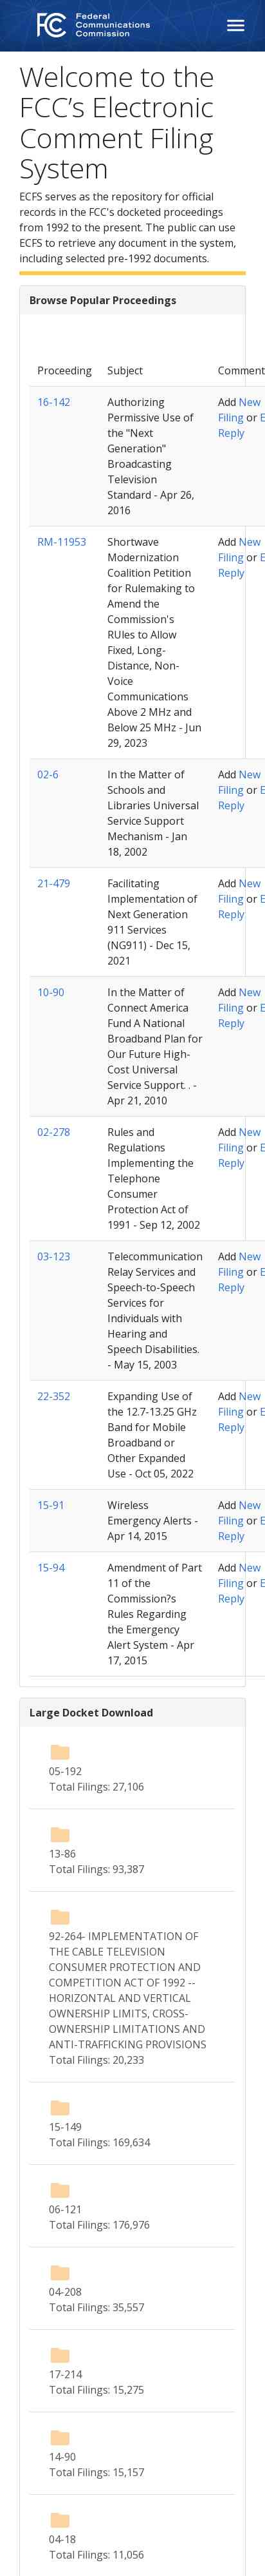 FC
Federal
Communications
Commission
Welcome to the
FCC’s Electronic
Comment Filing
System
ECFS serves as the repository for official
records in the FCC's docketed proceedings
from 1992 to the present. The public can use
ECFS to retrieve any document in the system,
including selected pre-1992 documents.
Browse Popular Proceedings
Proceeding Subject Comment
16-142 Authorizing Add New
Permissive Use of Filing or E
the "Next Reply
Generation"
Broadcasting
Television
Standard - Apr 26,
2016
RM-11953 Shortwave Add New
Modernization Filing or E
Coalition Petition Reply
for Rulemaking to
Amend the
Commission's
RUles to Allow
Fixed, Long-
Distance, Non-
Voice
Communications
Above 2 MHz and
Below 25 MHz - Jun
29, 2023
02-6 In the Matter of Add New
Schools and Filing or E
Libraries Universal Reply
Service Support
Mechanism - Jan
18, 2002
21-479 Facilitating Add New
Implementation of Filing or E
Next Generation Reply
911 Services
(NG911) - Dec 15,
2021
10-90 In the Matter of Add New
Connect America Filing or E
Fund A National Reply
Broadband Plan for
Our Future High-
Cost Universal
Service Support. . -
Apr 21, 2010
02-278 Rules and Add New
Regulations Filing or E
Implementing the Reply
Telephone
Consumer
Protection Act of
1991 - Sep 12, 2002
03-123 Telecommunication Add New
Relay Services and Filing or E
Speech-to-Speech Reply
Services for
Individuals with
Hearing and
Speech Disabilities.
- May 15, 2003
22-352 Expanding Use of Add New
the 12.7-13.25 GHz Filing or E
Band for Mobile Reply
Broadband or
Other Expanded
Use - Oct 05, 2022
15-91 Wireless Add New
Emergency Alerts - Filing or E
Apr 14, 2015 Reply
15-94 Amendment of Part Add New
11 of the Filing or E
Commission?s Reply
Rules Regarding
the Emergency
Alert System - Apr
17, 2015
Large Docket Download
05-192
Total Filings: 27,106
13-86
Total Filings: 93,387
92-264- IMPLEMENTATION OF
THE CABLE TELEVISION
CONSUMER PROTECTION AND
COMPETITION ACT OF 1992 --
HORIZONTAL AND VERTICAL
OWNERSHIP LIMITS, CROSS-
OWNERSHIP LIMITATIONS AND
ANTI-TRAFFICKING PROVISIONS
Total Filings: 20,233
15-149
Total Filings: 169,634
06-121
Total Filings: 176,976
04-208
Total Filings: 35,557
17-214
Total Filings: 15,275
14-90
Total Filings: 15,157
04-18
Total Filings: 11,056